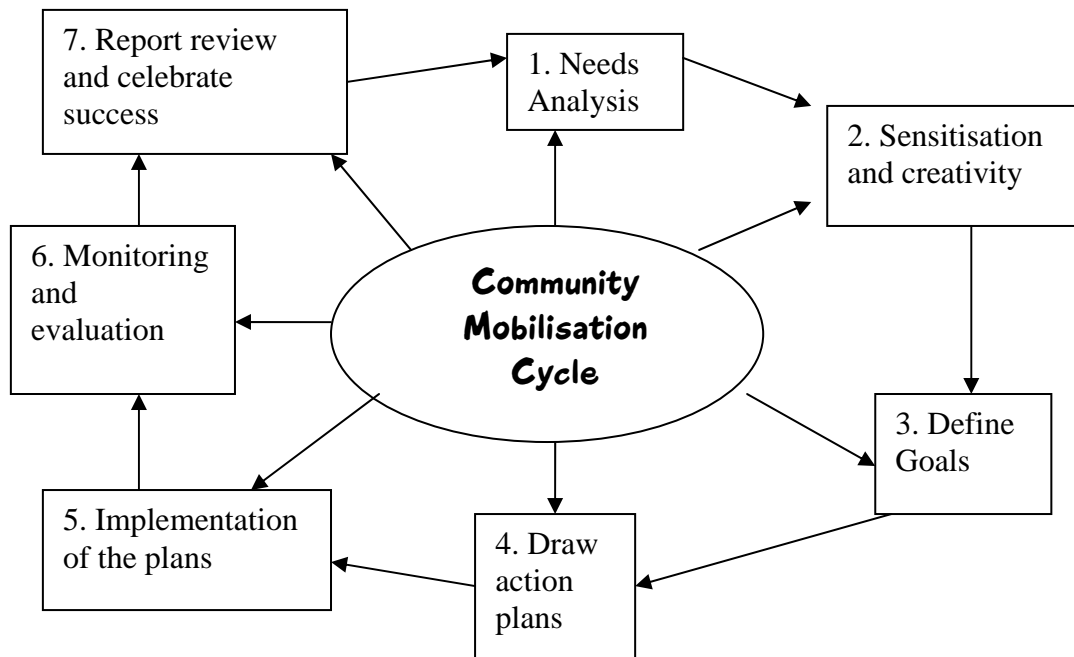 7. Report review
and celebrate
success
1. Needs
Analysis
2. Sensitisation
and creativity
6. Monitoring
and
evaluation
Community
Mobilisation
Cycle
3. Define
Goals
5. Implementation
of the plans
4. Draw
action
plans